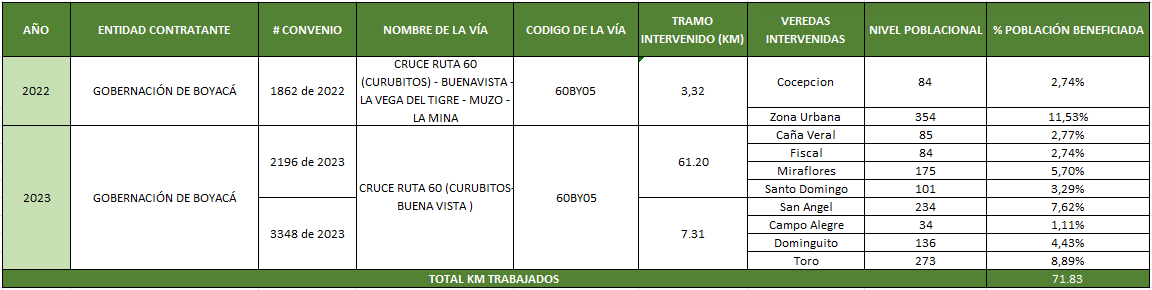 AÑO
ENTIDAD CONTRATANTE
# CONVENIO
NOMBRE DE LA VÍA
CODIGO DE LA VÍA
TRAMO
INTERVENIDO (KM)
VEREDAS
INTERVENIDAS
NIVEL POBLACIONAL
% POBLACIÓN BENEFICIADA
2022
GOBERNACIÓN DE BOYACÁ
1862 de 2022
CRUCE RUTA 60
(CURUBITOS) - BUENAVISTA -
LA VEGA DEL TIGRE - MUZO -
LA MINA
60BY05
3,32
Cocepcion
84
2,74%
Zona Urbana
354
11,53%
2023
GOBERNACIÓN DE BOYACÁ
2196 de 2023
3348 de 2023
CRUCE RUTA 60 (CURUBITOS-
BUENA VISTA )
60BY05
61.20
7.31
Caña Veral
85
2,77%
Fiscal
84
2,74%
Miraflores
175
5,70%
Santo Domingo
101
3,29%
San Angel
234
7,62%
Campo Alegre
34
1,11%
Dominguito
136
4,43%
Toro
273
8,89%
TOTAL KM TRABAJADOS
71.83